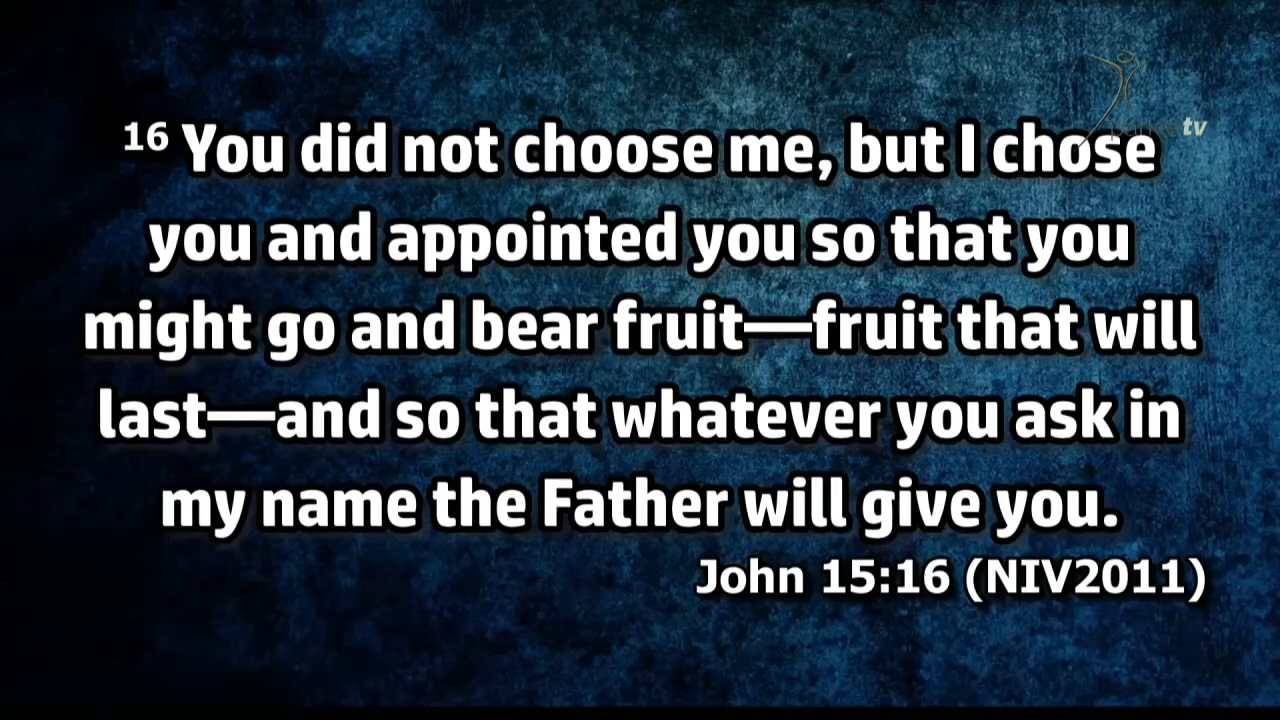 16 You did not choose me, but I chose
you and appointed you so that you
might go and bear fruit—fruit that will
last—and so that whatever you ask in
my name the Father will give you.
John 15:16 (NIV2011)
tv